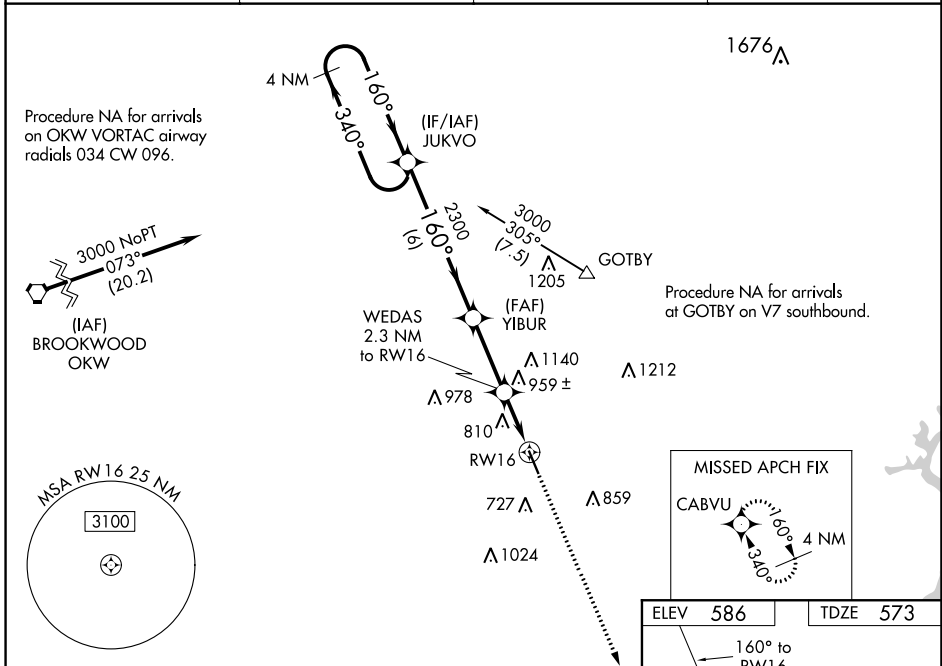 1676
4 NM
160°
340°
(IF/IAF)
JUKVO
Procedure NA for arrivals
on OKW VORTAC airway
radials 034 CW 096.
2300
160°
(6)
3000
305°
(7.5)
GOTBY
1205
3000 NoPT
073°
(20.2)
(IAF)
BROOKWOOD
OKW
Procedure NA for arrivals
at GOTBY on V7 southbound.
(FAF)
YIBUR
WEDAS
2.3 NM
to RW16
1140
959 ±
1212
978
810
RW16
727
859
1024
MSA RW16 25 NM
3100
MISSED APCH FIX
CABVU
160°
340°
4 NM
ELEV 586
TDZE 573
160° to
RW16